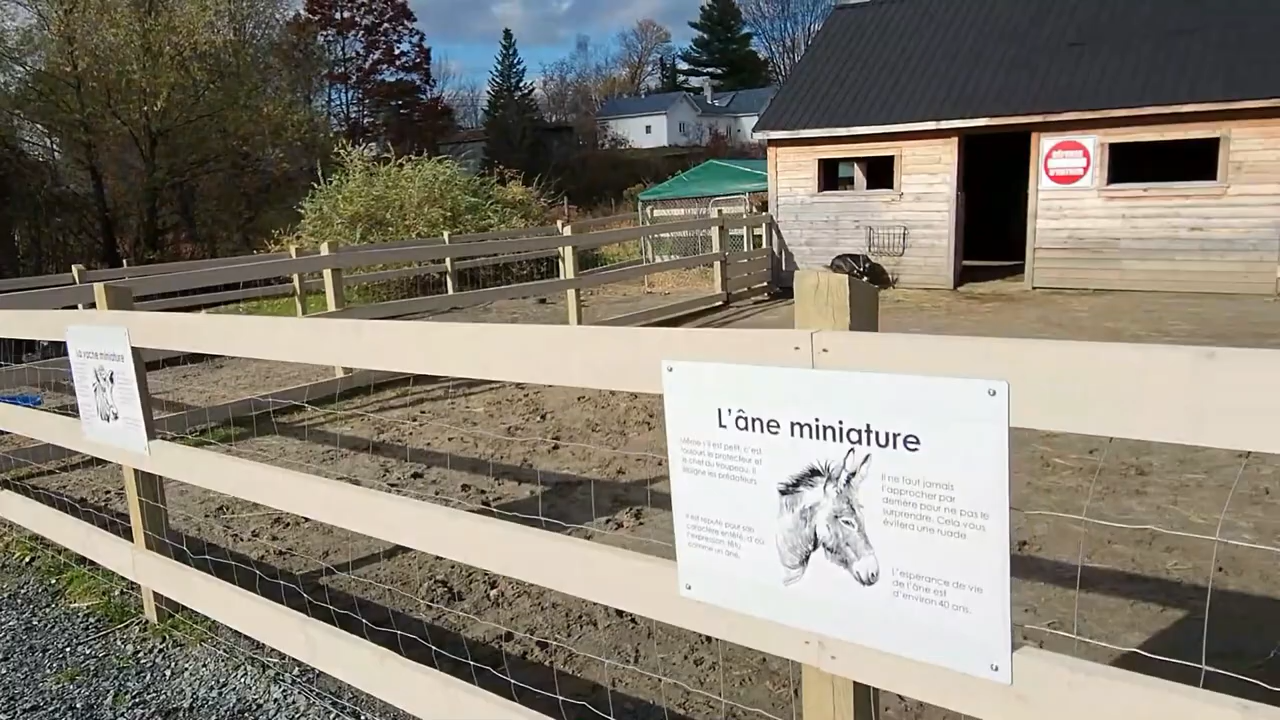 La vache miniature
DÉFENSE
D'ENTRER
L'âne miniature
Même s'il est petit, c'est
toujours le protecteur et
le chef du troupeau. Il
éloigne les prédateurs.
Il est réputé pour son
caractère entêté, d'où
l'expression têtu
comme un âne.
Il ne faut jamais
l'approcher par
derrière pour ne pas le
surprendre. Cela vous
évitera une ruade.
L'espérance de vie
de l'âne est
d'environ 40 ans.